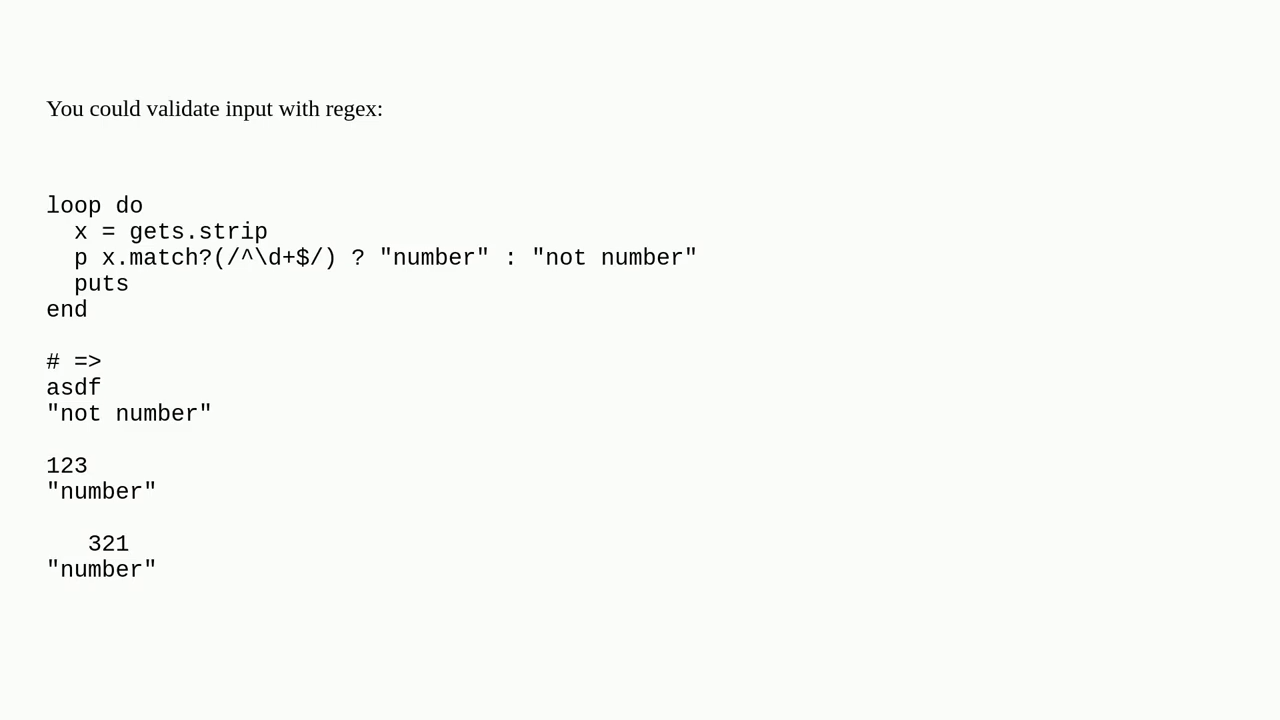 You could validate input with regex:
loop do
  x = gets.strip
  p x.match?(/^\d+$/) ? "number" : "not number"
  puts
end
# =>
asdf
"not number"
123
"number"
   321
"number"